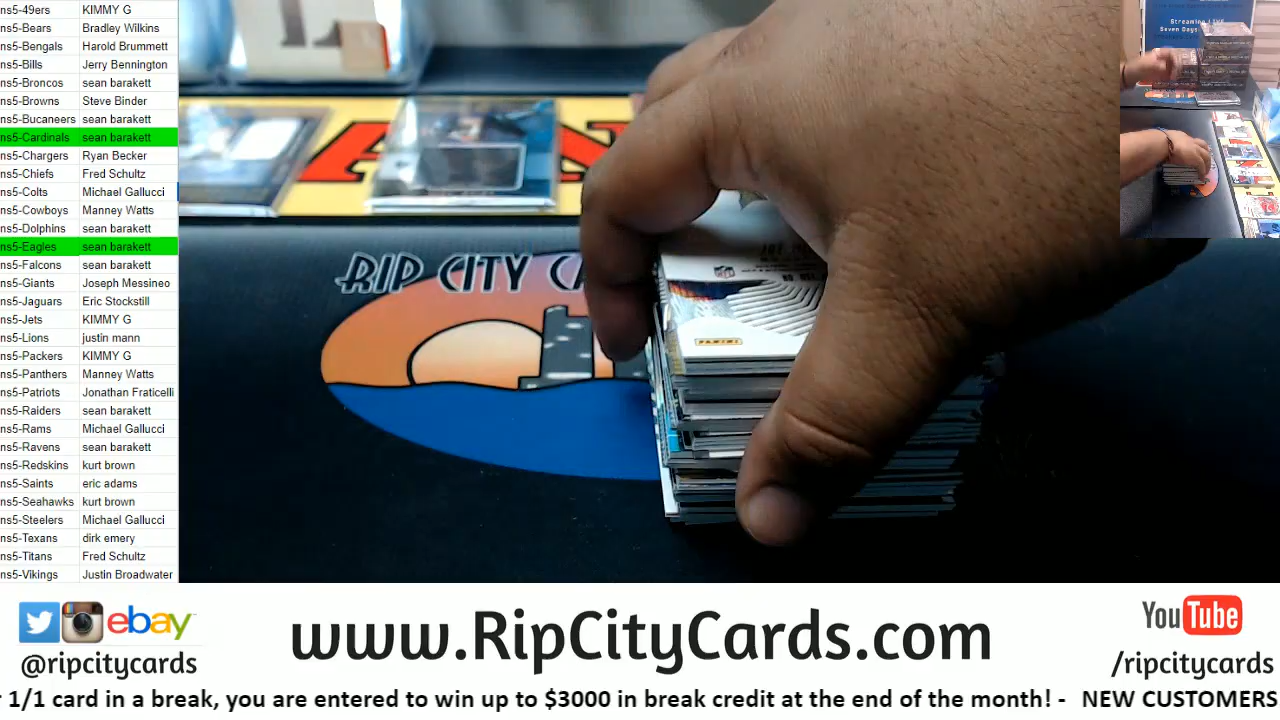 ns5-49ers KIMMY G
ns5-Bears Bradley Wilkins
ns5-Bengals Harold Brummett
ns5-Bills Jerry Bennington
ns5-Broncos sean barakett
ns5-Browns Steve Binder
ns5-Bucaneers sean barakett
ns5-Cardinals sean barakett
ns5-Chargers Ryan Becker
ns5-Chiefs Fred Schultz
ns5-Colts Michael Gallucci
ns5-Cowboys Manney Watts
ns5-Dolphins sean barakett
ns5-Eagles sean barakett
ns5-Falcons sean barakett
ns5-Giants Joseph Messineo
ns5-Jaguars Eric Stockstill
ns5-Jets KIMMY G
ns5-Lions justin mann
ns5-Packers KIMMY G
ns5-Panthers Manney Watts
ns5-Patriots Jonathan Fraticelli
ns5-Raiders sean barakett
ns5-Rams Michael Gallucci
ns5-Ravens sean barakett
ns5-Redskins kurt brown
ns5-Saints eric adams
ns5-Seahawks kurt brown
ns5-Steelers Michael Gallucci
ns5-Texans dirk emery
ns5-Titans Fred Schultz
ns5-Vikings Justin Broadwater
Streaming LIVE
Seven Days
RIP CITY CA
NFL
PANINI
ebay
@ripcitycards
www.RipCityCards.com
YouTube
/ripcitycards
1/1 card in a break, you are entered to win up to $3000 in break credit at the end of the month! - NEW CUSTOMERS